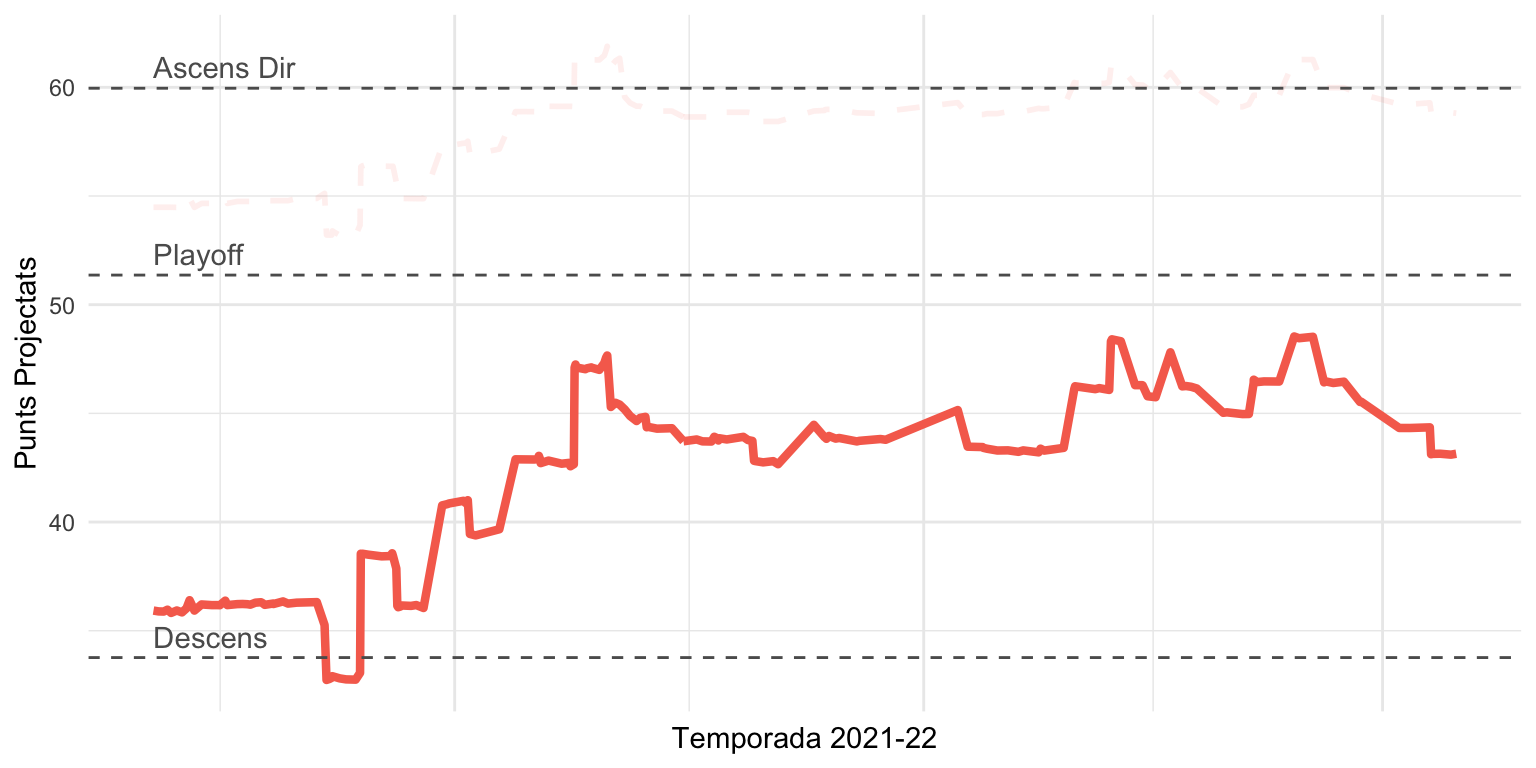 Ascens Dir
60
Playoff
50
40
Descens
Punts Projectats
Temporada 2021-22